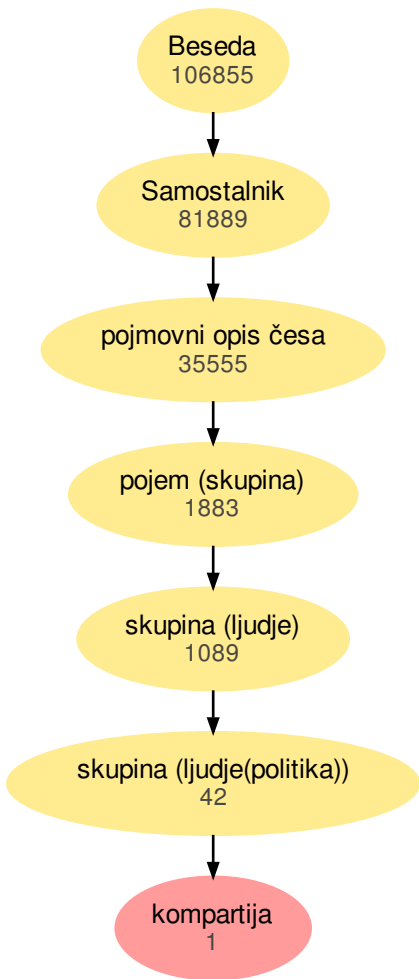 Beseda
106855
Samostalnik
81889
pojmovni opis česa
35555
pojem (skupina)
1883
skupina (ljudje)
1089
skupina (ljudje(politika))
42
kompartija
1